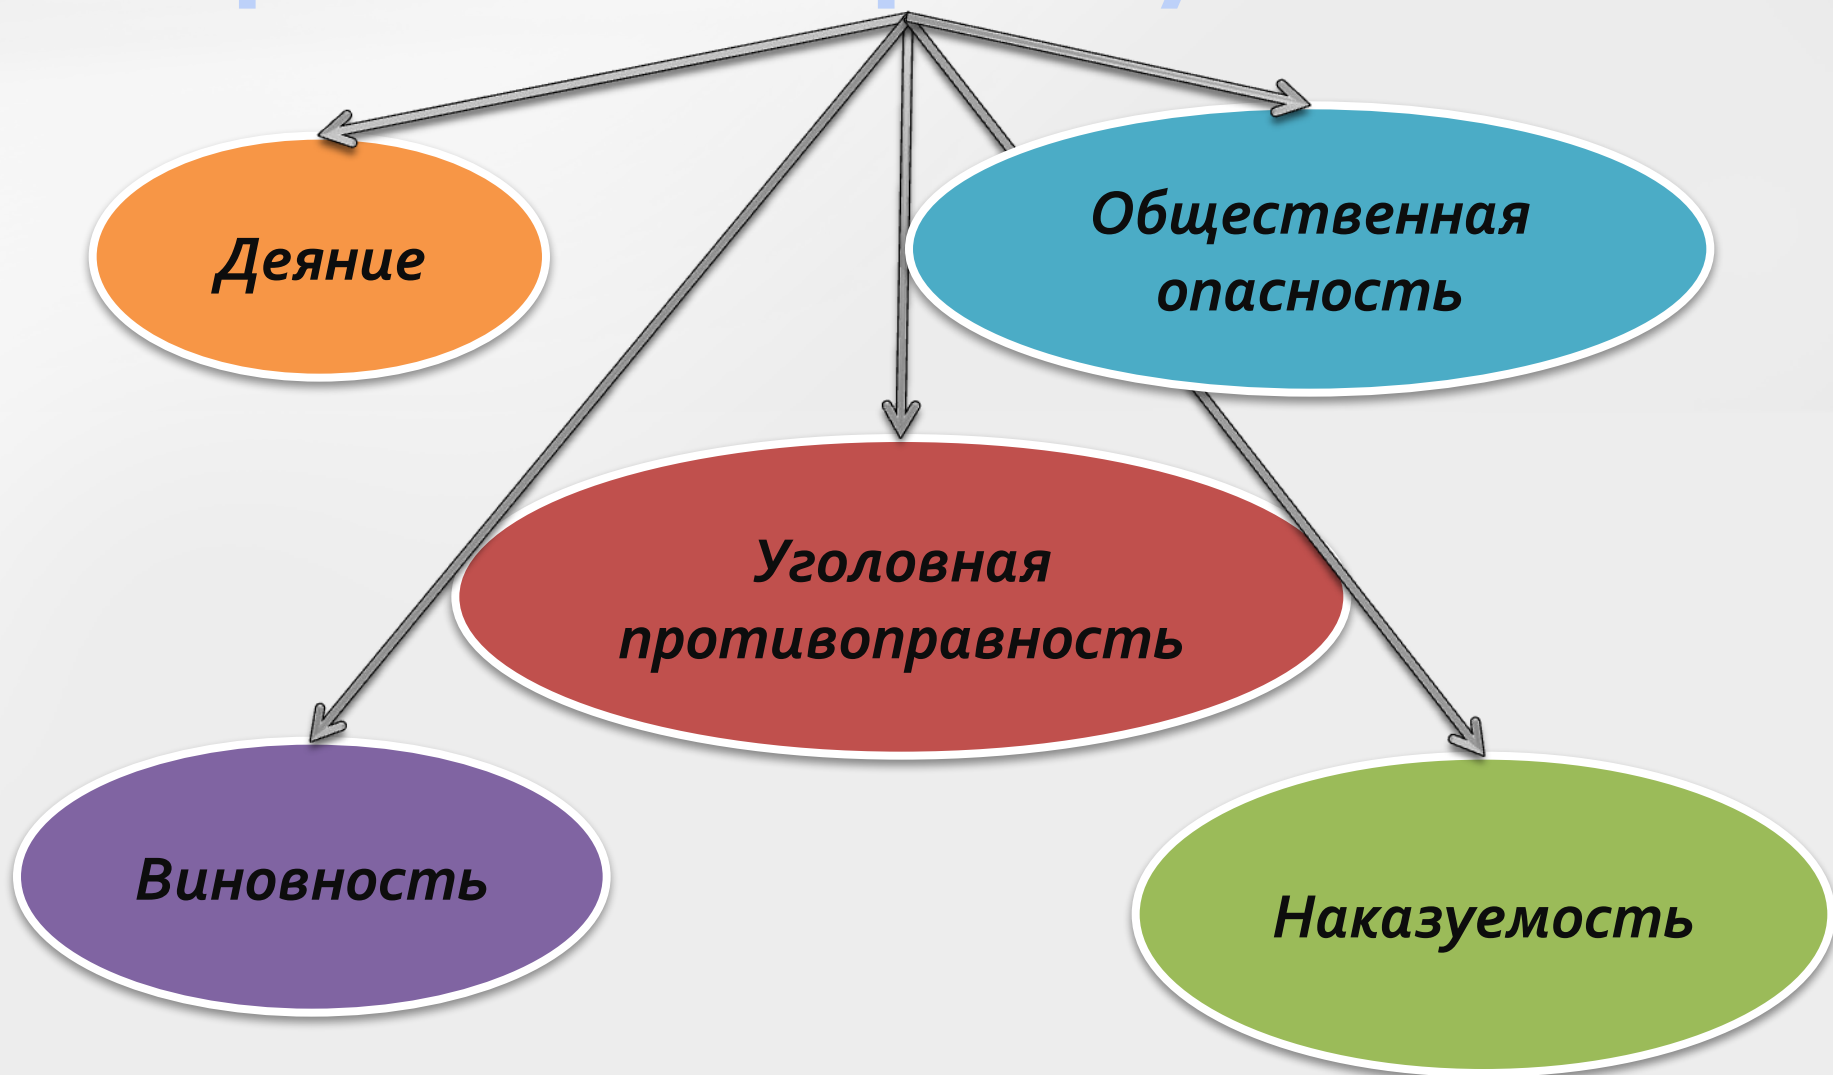 Деяние
Общественная
опасность
Уголовная
противоправность
Виновность
Наказуемость